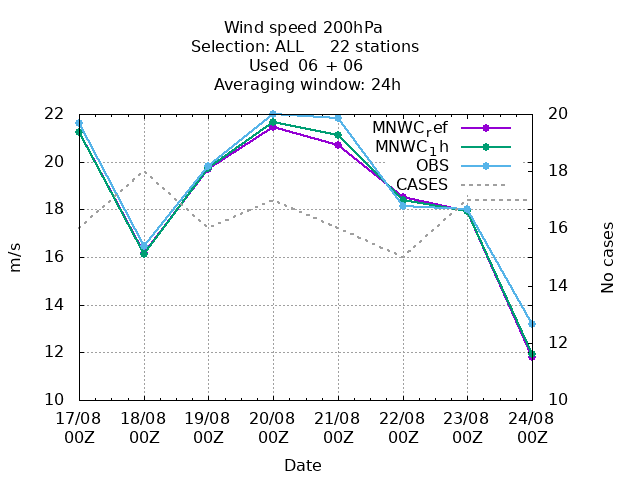 Wind speed 200hPa
Selection: ALL 22 stations
Used 06 + 06
Averaging window: 24h
22 20
MNWCref
MNWC1h
20 OBS 18
CASES
18
16 16
m/s
No cases
14 14
12 12
10 10
17/08 18/08 19/08 20/08 21/08 22/08 23/08 24/08
00Z 00Z 00Z 00Z 00Z 00Z 00Z 00Z
Date